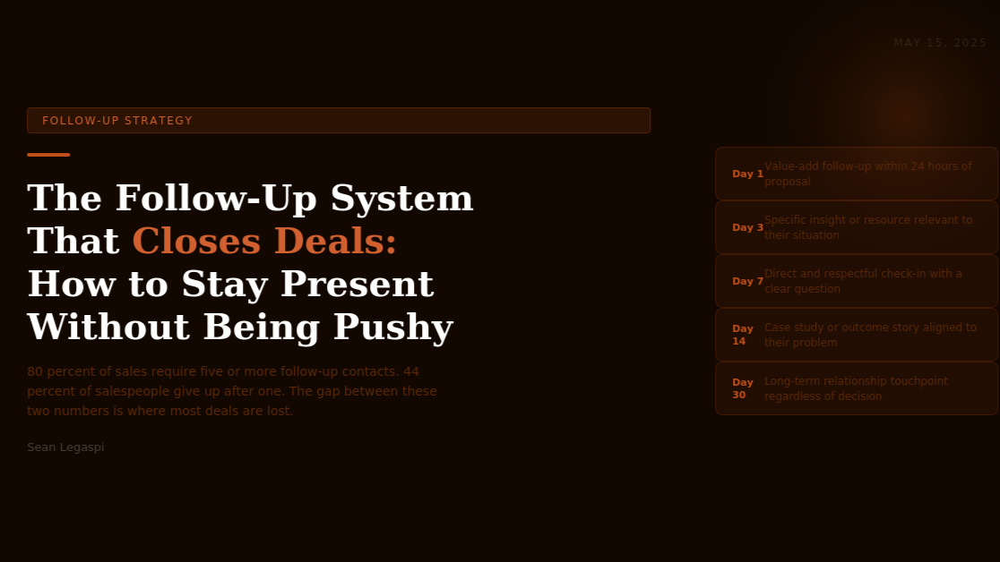 MAY 15, 2025
FOLLOW-UP STRATEGY
The Follow-Up System
That Closes Deals:
How to Stay Present
Without Being Pushy
80 percent of sales require five or more follow-up contacts. 44
percent of salespeople give up after one. The gap between these
two numbers is where most deals are lost.
Sean Legaspi
Day 1
Value-add follow-up within 24 hours of
proposal
Day 3
Specific insight or resource relevant to
their situation
Day 7
Direct and respectful check-in with a
clear question
Day
14
Case study or outcome story aligned to
their problem
Day
30
Long-term relationship touchpoint
regardless of decision